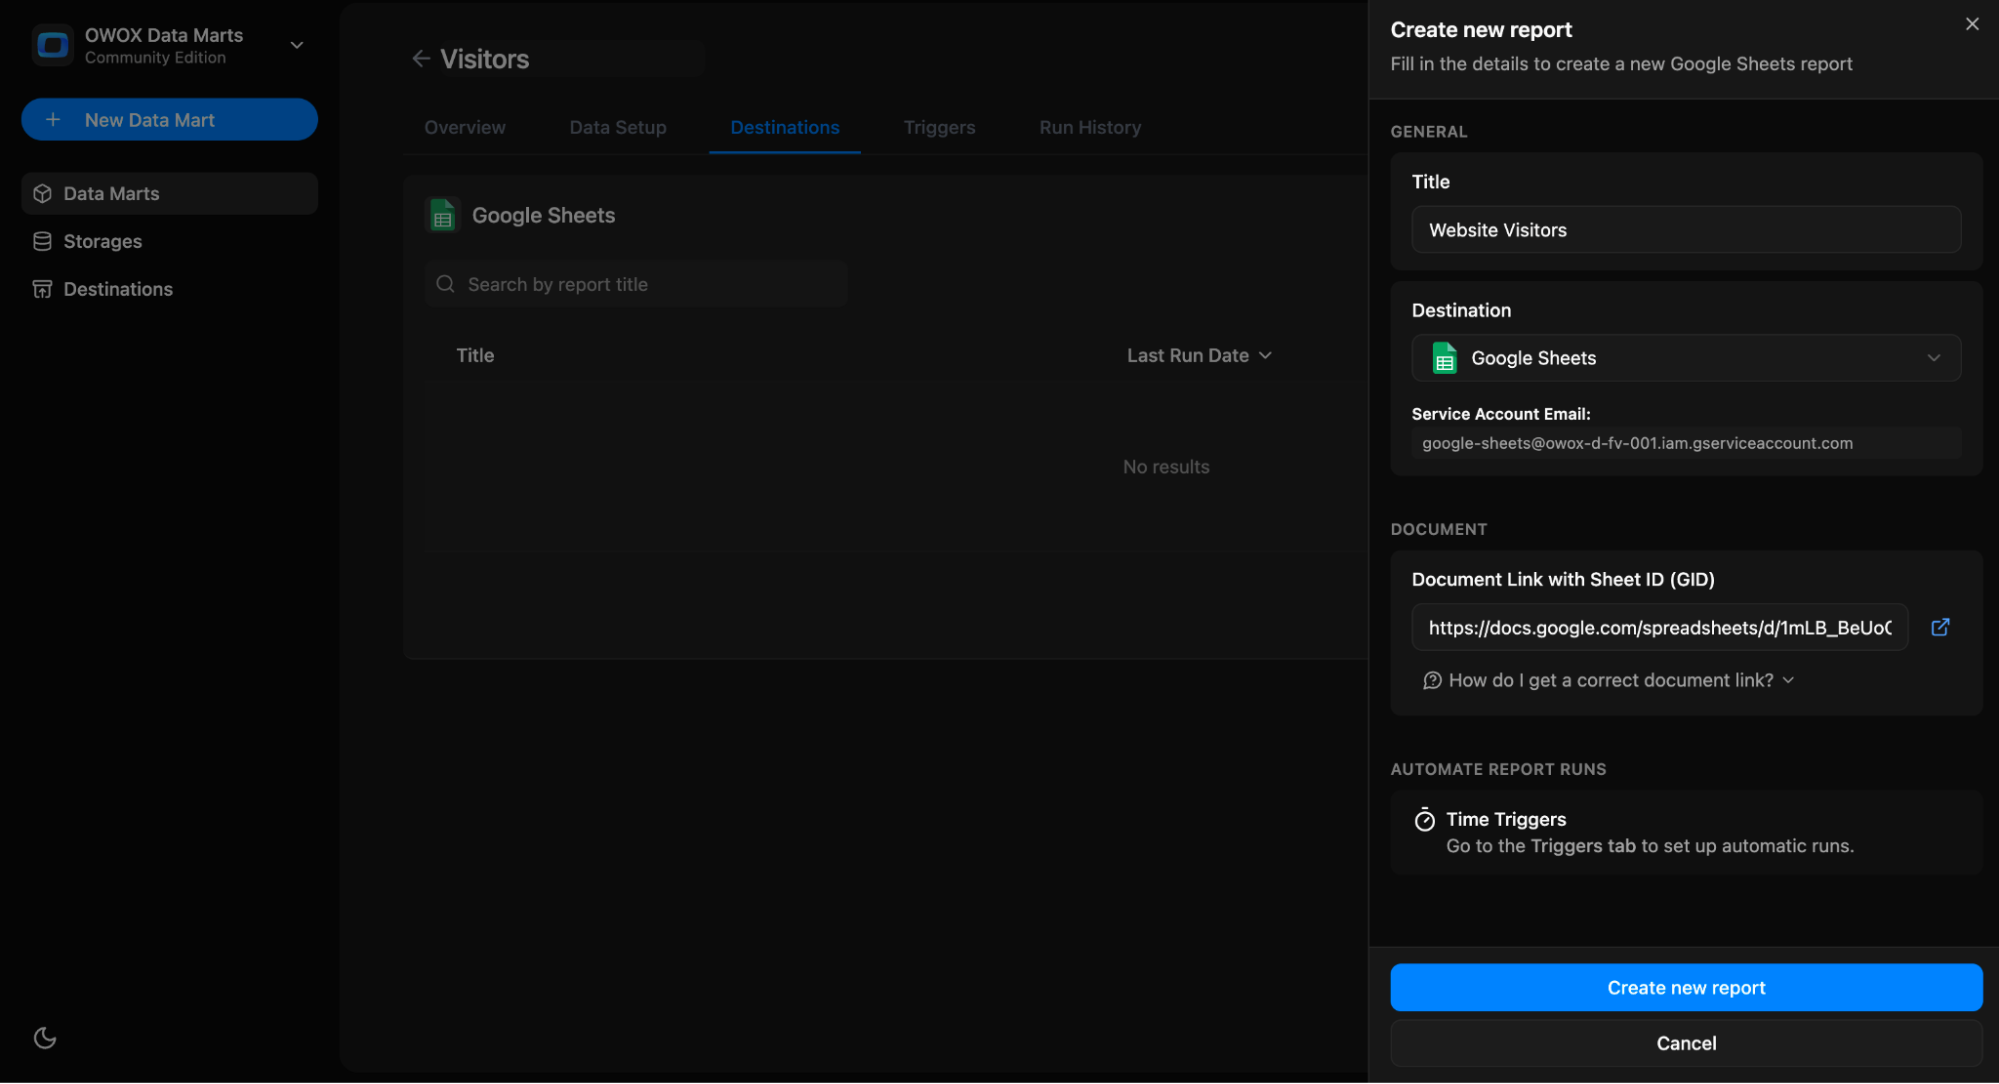 OWOX Data Marts
Community Edition
New Data Mart
Data Marts
Storages
Destinations
Visitors
Overview
Data Setup
Destinations
Triggers
Run History
Google Sheets
Search by report title
Title
Last Run Date
No results
Create new report
Fill in the details to create a new Google Sheets report
GENERAL
Title
Website Visitors
Destination
Google Sheets
Service Account Email:
google-sheets@owox-d-fv-001.iam.gserviceaccount.com
DOCUMENT
Document Link with Sheet ID (GID)
https://docs.google.com/spreadsheets/d/1mLB_BeUo
How do I get a correct document link?
AUTOMATE REPORT RUNS
Time Triggers
Go to the Triggers tab to set up automatic runs.
Create new report
Cancel